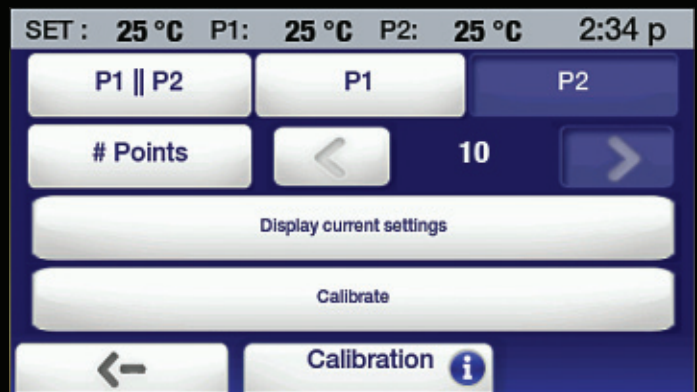 SET : 25 °C P1: 25 °C P2: 25 °C 2:34 p
P1 || P2 P1 P2
# Points 10
Display current settings
Calibrate
Calibration i